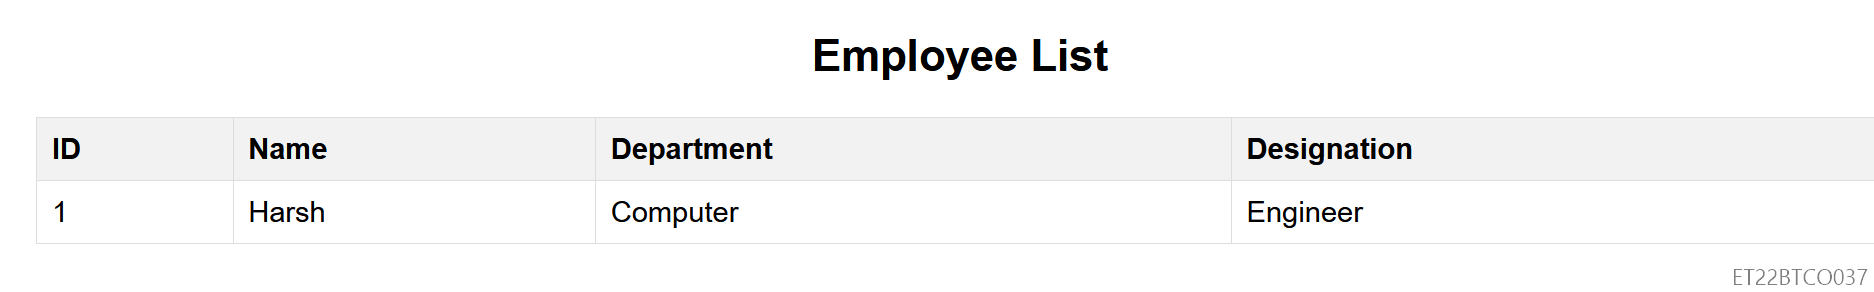 Employee List
ID Name Department Designation
1 Harsh Computer Engineer
ET22BTCO037